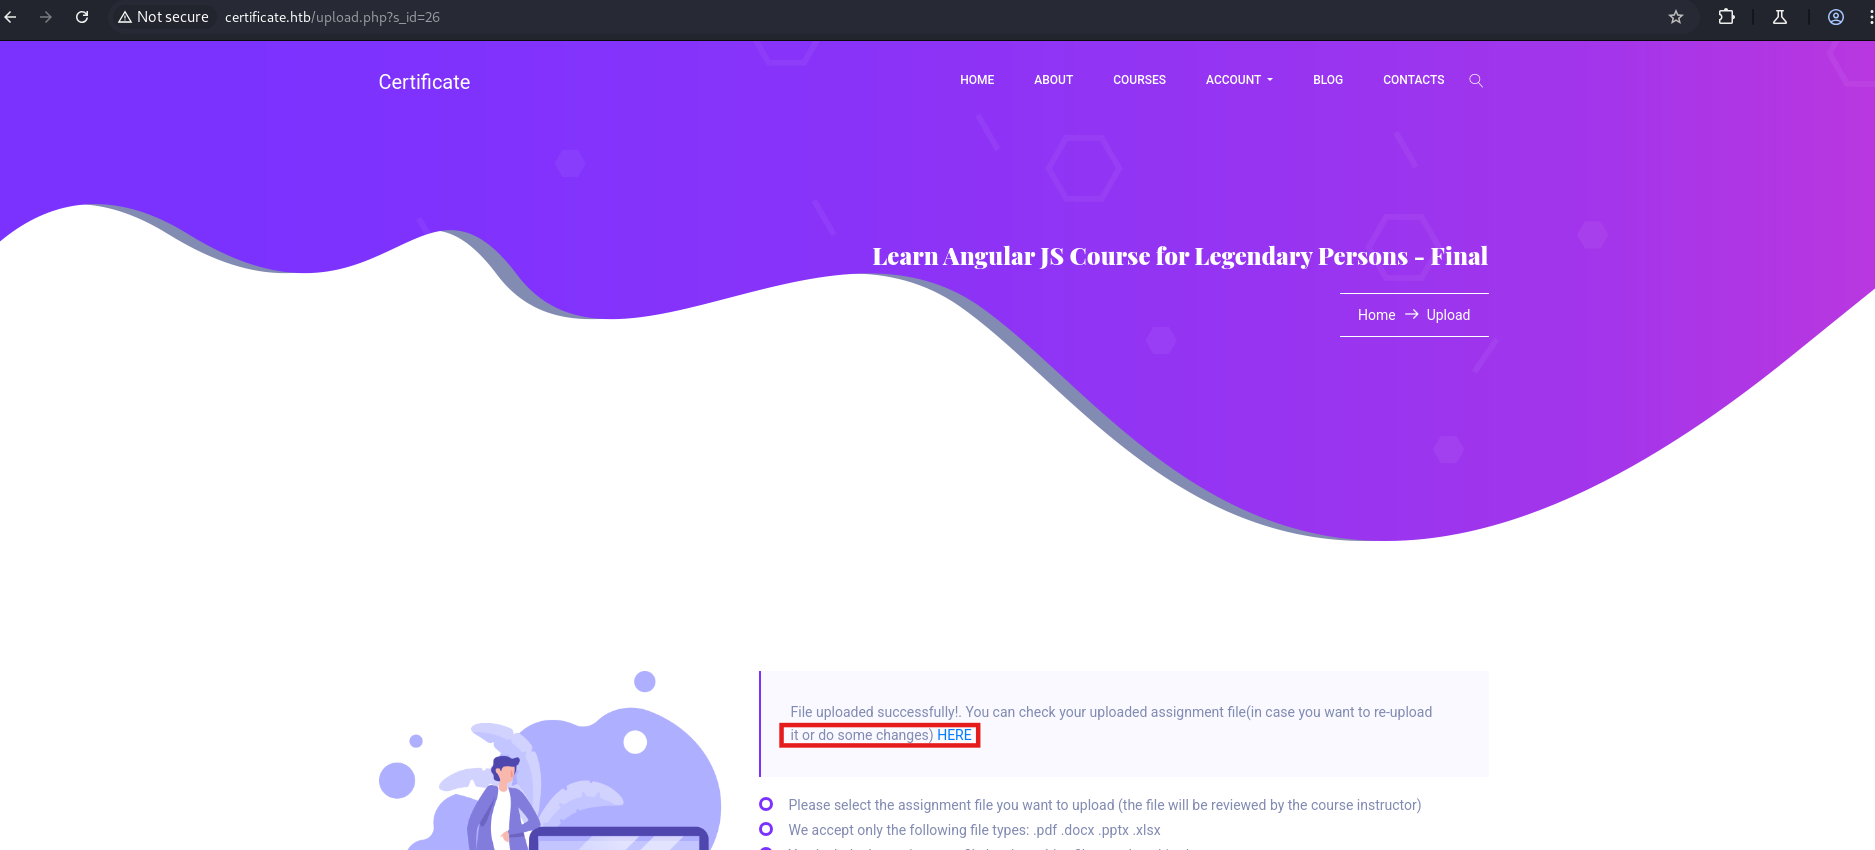 Not secure
certificate.htb/upload.php?s_id=26
Certificate
HOME ABOUT COURSES ACCOUNT BLOG CONTACTS
Learn Angular JS Course for Legendary Persons - Final
Home → Upload
File uploaded successfully!. You can check your uploaded assignment file(in case you want to re-upload
it or do some changes) HERE
Please select the assignment file you want to upload (the file will be reviewed by the course instructor)
We accept only the following file types: .pdf .docx .pptx .xlsx